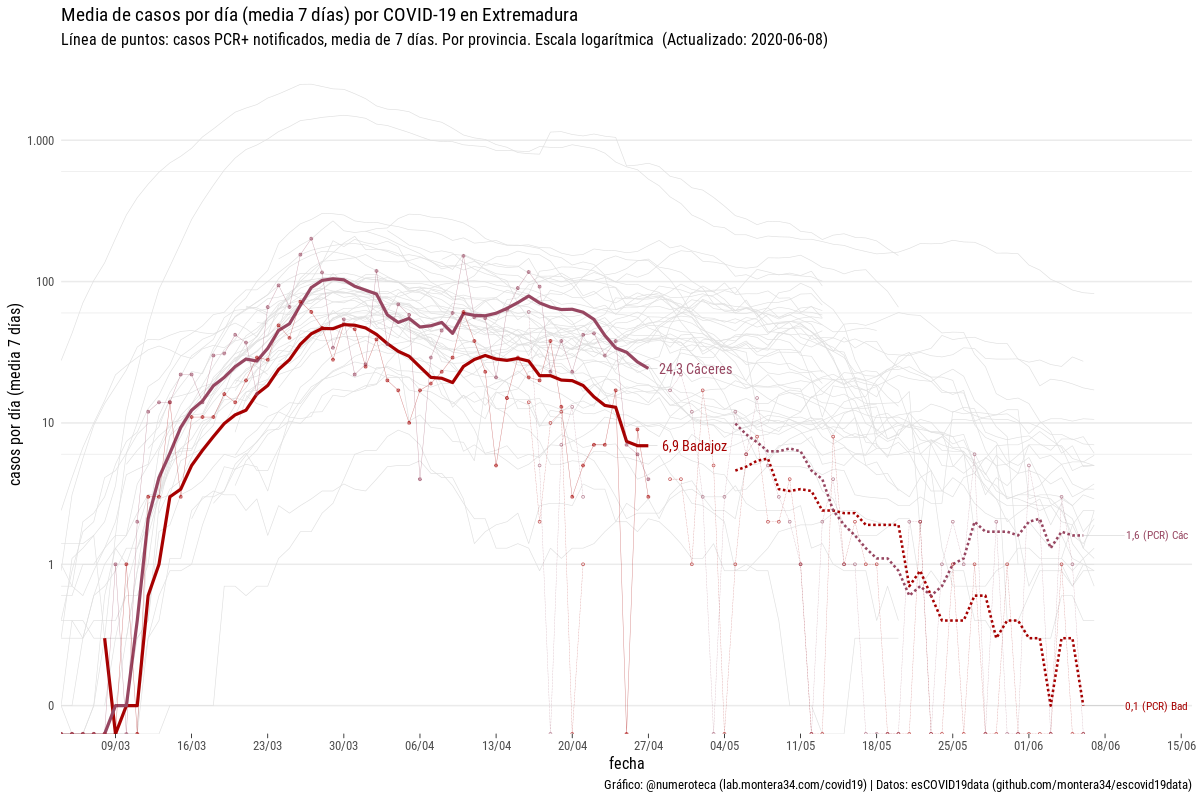 Media de casos por día (media 7 días) por COVID-19 en Extremadura
Línea de puntos: casos PCR+ notificados, media de 7 días. Por provincia. Escala logarítmica (Actualizado: 2020-06-08)
casos por día (media 7 días)
1.000
100
10
1
0
24,3 Cáceres
6,9 Badajoz
1,6 (PCR) Các
0,1 (PCR) Bad
09/03 16/03 23/03 30/03 06/04 13/04 20/04 27/04 04/05 11/05 18/05 25/05 01/06 08/06 15/06
fecha
Gráfico: @numeroteca (lab.montera34.com/covid19) | Datos: esCOVID19data (github.com/montera34/escovid19data)